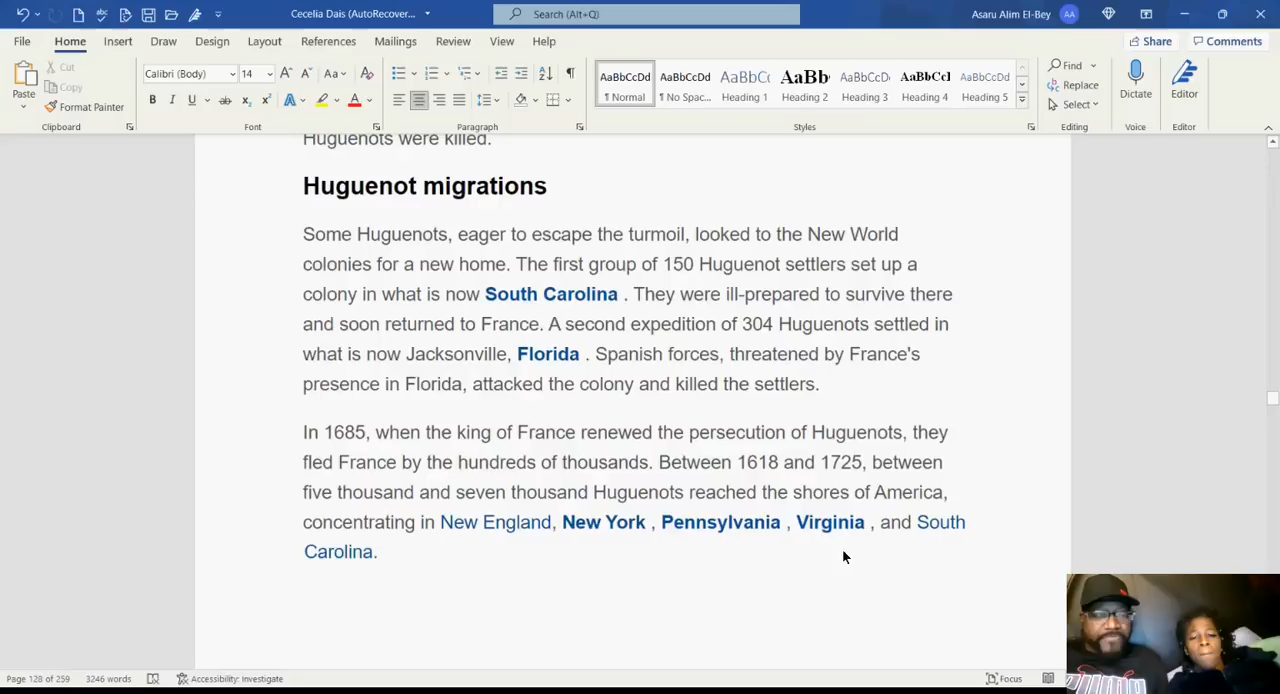 Cecelia Dais (AutoRecover...
Search (Alt+Q)
Asaru Alim El-Bey
AA
File Home Insert Draw Design Layout References Mailings Review View Help
Share Comments
Paste
Cut
Copy
Format Painter
Clipboard
Calibri (Body) 14
Font
Paragraph
AaBbCcDd AaBbCcDd AaBbCc AaBb AaBbCcD AaBbCcI AaBbCcDd
¶ Normal ¶ No Spac... Heading 1 Heading 2 Heading 3 Heading 4 Heading 5
Styles
Find
Replace
Select
Editing
Dictate
Voice
Editor
Editor
Huguenots were killed.
Huguenot migrations
Some Huguenots, eager to escape the turmoil, looked to the New World
colonies for a new home. The first group of 150 Huguenot settlers set up a
colony in what is now South Carolina . They were ill-prepared to survive there
and soon returned to France. A second expedition of 304 Huguenots settled in
what is now Jacksonville, Florida . Spanish forces, threatened by France's
presence in Florida, attacked the colony and killed the settlers.
In 1685, when the king of France renewed the persecution of Huguenots, they
fled France by the hundreds of thousands. Between 1618 and 1725, between
five thousand and seven thousand Huguenots reached the shores of America,
concentrating in New England, New York , Pennsylvania , Virginia , and South
Carolina.
Page 128 of 259 3246 words Accessibility: Investigate
Focus